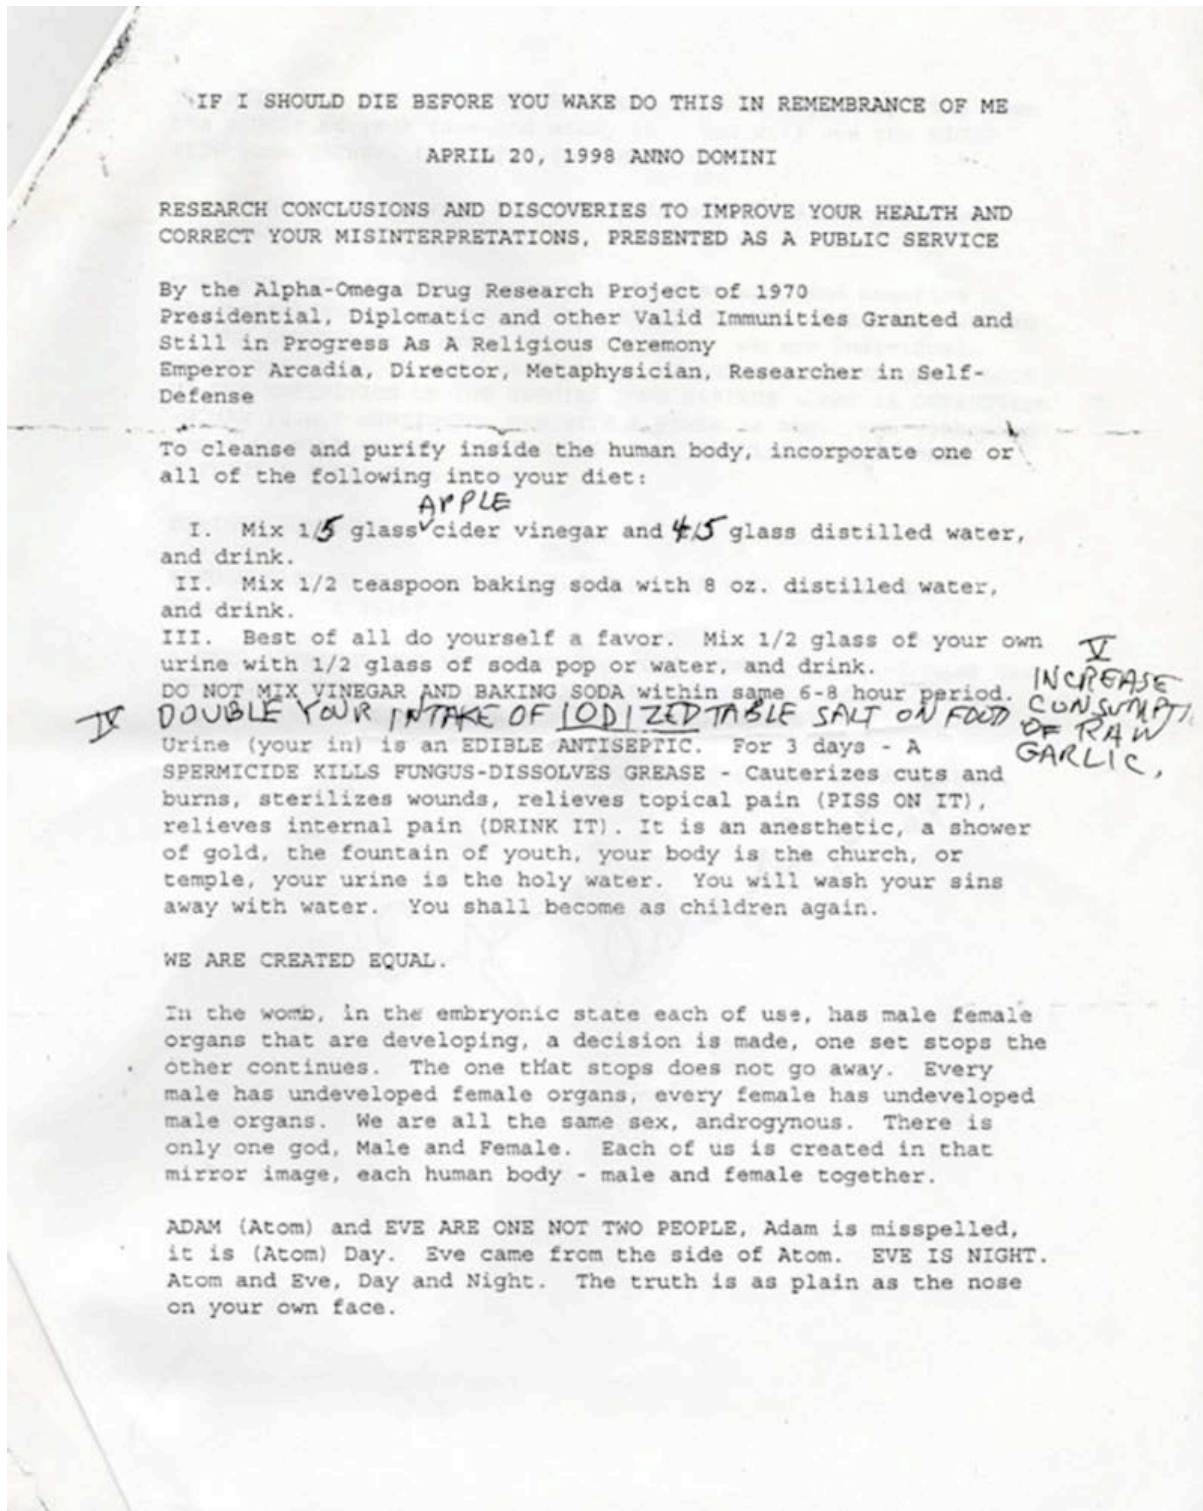 IF I SHOULD DIE BEFORE YOU WAKE DO THIS IN REMEMBRANCE OF ME
APRIL 20, 1998 ANNO DOMINI
RESEARCH CONCLUSIONS AND DISCOVERIES TO IMPROVE YOUR HEALTH AND
CORRECT YOUR MISINTERPRETATIONS, PRESENTED AS A PUBLIC SERVICE
By the Alpha-Omega Drug Research Project of 1970
Presidential, Diplomatic and other Valid Immunities Granted and
Still in Progress As A Religious Ceremony
Emperor Arcadia, Director, Metaphysician, Researcher in Self-
Defense
To cleanse and purify inside the human body, incorporate one or
all of the following into your diet:
APPLE
I. Mix 1/5 glass cider vinegar and 4/5 glass distilled water,
and drink.
II. Mix 1/2 teaspoon baking soda with 8 oz. distilled water,
and drink.
III. Best of all do yourself a favor. Mix 1/2 glass of your own
urine with 1/2 glass of soda pop or water, and drink.
DO NOT MIX VINEGAR AND BAKING SODA within same 6-8 hour period.
IV DOUBLE YOUR INTAKE OF IODIZED TABLE SALT ON FOOD
V
INCREASE
CONSUMPTI
OF RAW
GARLIC,
Urine (your in) is an EDIBLE ANTISEPTIC. For 3 days - A
SPERMICIDE KILLS FUNGUS-DISSOLVES GREASE - Cauterizes cuts and
burns, sterilizes wounds, relieves topical pain (PISS ON IT),
relieves internal pain (DRINK IT). It is an anesthetic, a shower
of gold, the fountain of youth, your body is the church, or
temple, your urine is the holy water. You will wash your sins
away with water. You shall become as children again.
WE ARE CREATED EQUAL.
In the womb, in the embryonic state each of use, has male female
organs that are developing, a decision is made, one set stops the
other continues. The one that stops does not go away. Every
male has undeveloped female organs, every female has undeveloped
male organs. We are all the same sex, androgynous. There is
only one god, Male and Female. Each of us is created in that
mirror image, each human body - male and female together.
ADAM (Atom) and EVE ARE ONE NOT TWO PEOPLE, Adam is misspelled,
it is (Atom) Day. Eve came from the side of Atom. EVE IS NIGHT.
Atom and Eve, Day and Night. The truth is as plain as the nose
on your own face.